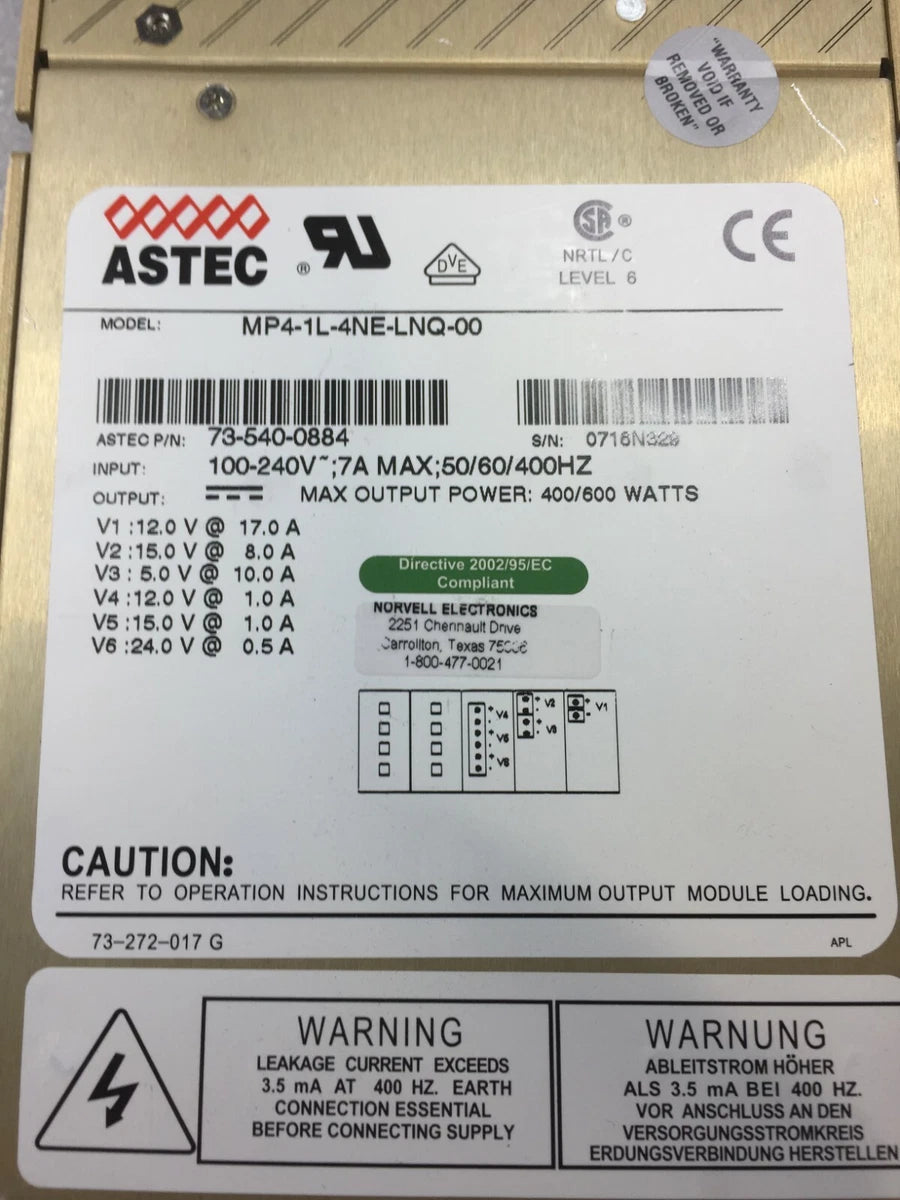 "WARRANTY
VOID IF
REMOVED OR
BROKEN"
ASTEC ® RU DVE SA ® CE
NRTL/C
LEVEL 6
MODEL: MP4-1L-4NE-LNQ-00
ASTEC P/N: 73-540-0884 S/N:
INPUT: 100-240V~;7A MAX;50/60/400HZ
OUTPUT: MAX OUTPUT POWER: 400/600 WATTS
V1 :12.0 V @ 17.0 A
V2 :15.0 V @ 8.0 A
V3 : 5.0 V @ 10.0 A
V4 :12.0 V @ 1.0 A
V5 :15.0 V @ 1.0 A
V6 :24.0 V @ 0.5 A
Directive 2002/95/EC
Compliant
NORVELL ELECTRONICS
2251 Chennault Drive
Carrollton, Texas
1-800-477-0021
+ V4 + V2 + V1
+ V5 + V3
+ V6
CAUTION:
REFER TO OPERATION INSTRUCTIONS FOR MAXIMUM OUTPUT MODULE LOADING.
73-272-017 G APL
WARNING
LEAKAGE CURRENT EXCEEDS
3.5 mA AT 400 HZ. EARTH
CONNECTION ESSENTIAL
BEFORE CONNECTING SUPPLY
WARNUNG
ABLEITSTROM HÖHER
ALS 3.5 mA BEI 400 HZ.
VOR ANSCHLUSS AN DEN
VERSORGUNGSSTROMKREIS
ERDUNGSVERBINDUNG HERSTELLEN